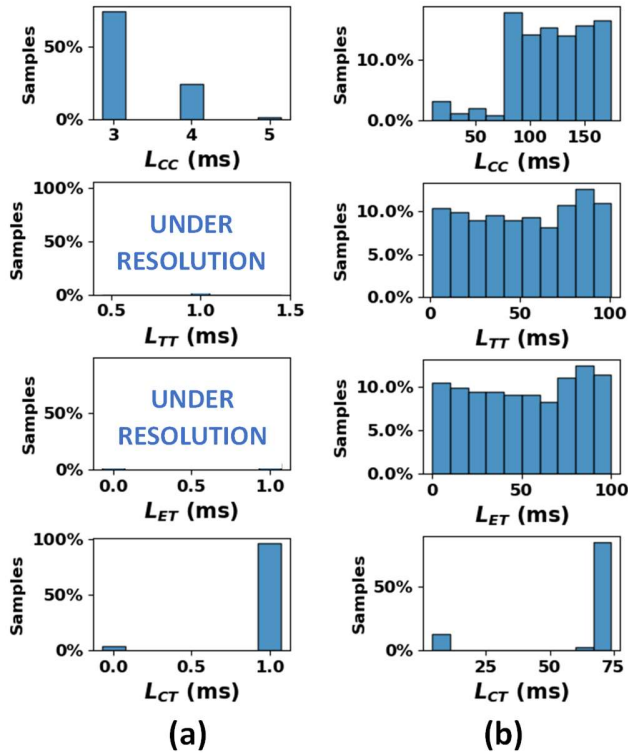 Samples
50%
0%
3 4 5
L_CC (ms)
Samples
10.0%
0.0%
50 100 150
L_CC (ms)
Samples
100%
50%
0%
UNDER
RESOLUTION
0.5 1.0 1.5
L_TT (ms)
Samples
10.0%
5.0%
0.0%
0 50 100
L_TT (ms)
Samples
50%
0%
UNDER
RESOLUTION
0.0 0.5 1.0
L_ET (ms)
Samples
10.0%
5.0%
0.0%
0 50 100
L_ET (ms)
Samples
100%
50%
0%
0.0 0.5 1.0
L_CT (ms)
Samples
50%
0%
25 50 75
L_CT (ms)
(a)
(b)